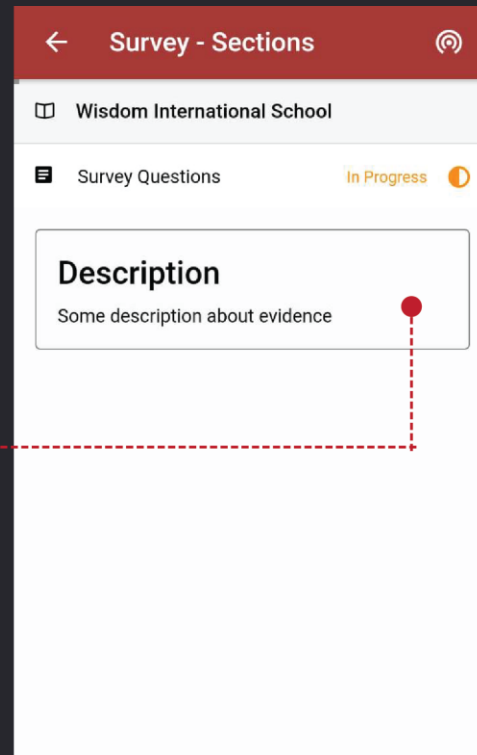 Survey - Sections
Wisdom International School
Survey Questions In Progress
Description
Some description about evidence